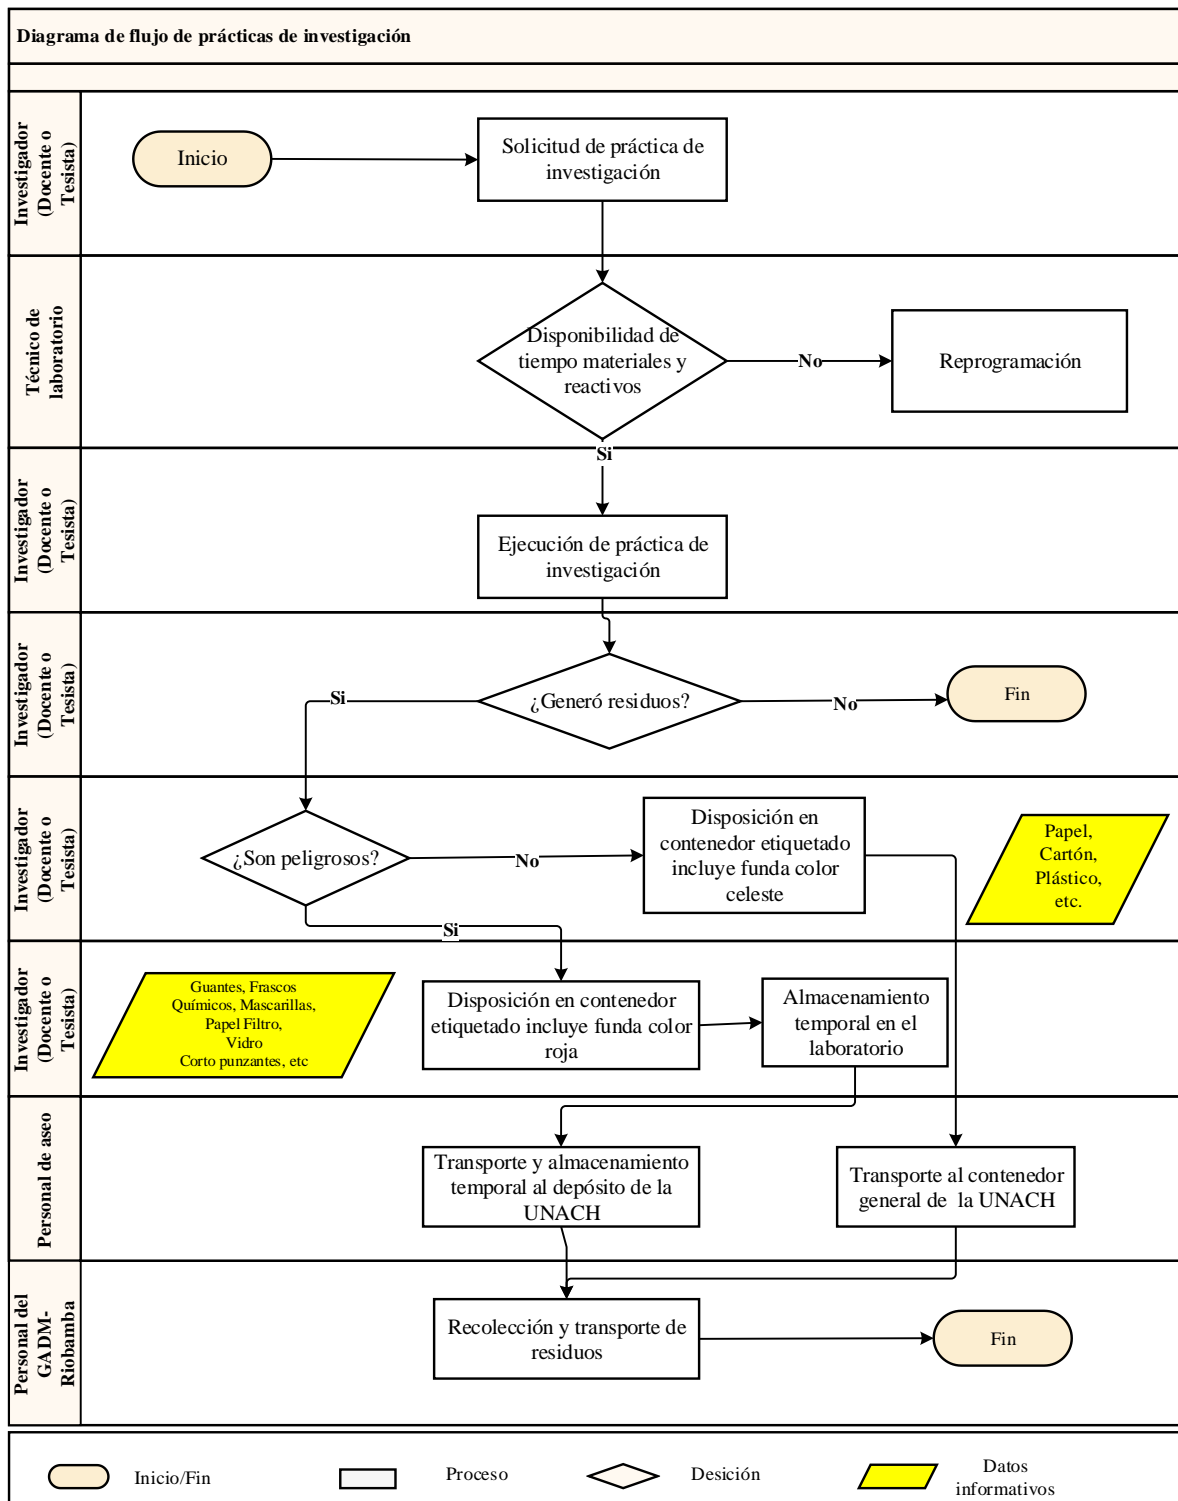 Diagrama de flujo de prácticas de investigación
Investigador
(Docente o
Tesista)
Inicio
Solicitud de práctica de
investigación
Técnico de
laboratorio
Disponibilidad de
tiempo materiales y
reactivos
No
Reprogramación
Si
Investigador
(Docente o
Tesista)
Ejecución de práctica de
investigación
Investigador
(Docente o
Tesista)
Si
¿Generó residuos?
No
Fin
Investigador
(Docente o
Tesista)
¿Son peligrosos?
No
Disposición en
contenedor etiquetado
incluye funda color
celeste
Papel,
Cartón,
Plástico,
etc.
Si
Investigador
(Docente o
Tesista)
Guantes, Frascos
Químicos, Mascarillas,
Papel Filtro,
Vidro
Corto punzantes, etc
Disposición en contenedor
etiquetado incluye funda color
roja
Almacenamiento
temporal en el
laboratorio
Personal de aseo
Transporte y almacenamiento
temporal al depósito de la
UNACH
Transporte al contenedor
general de la UNACH
Personal del
GADM-
Riobamba
Recolección y transporte de
residuos
Fin
Inicio/Fin
Proceso
Desición
Datos
informativos